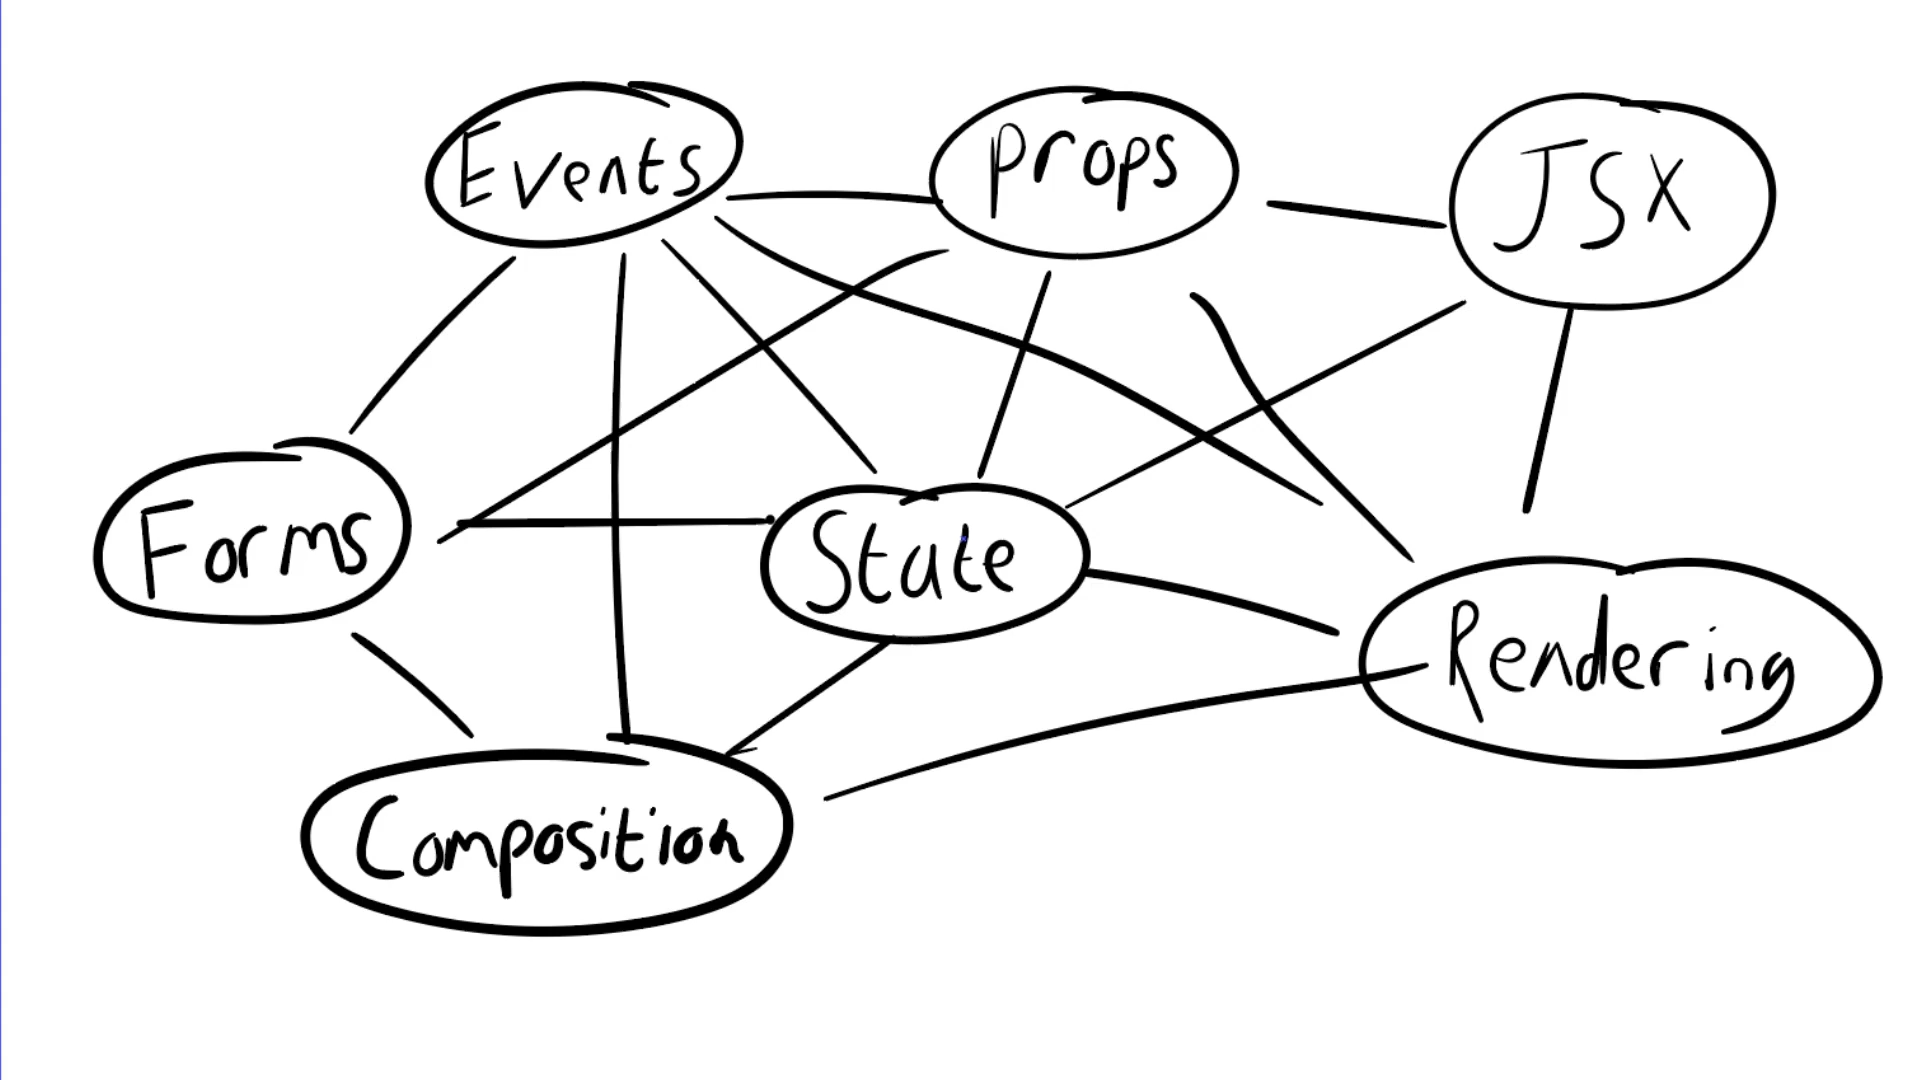 Events
props
JSX
Forms
State
Rendering
Composition